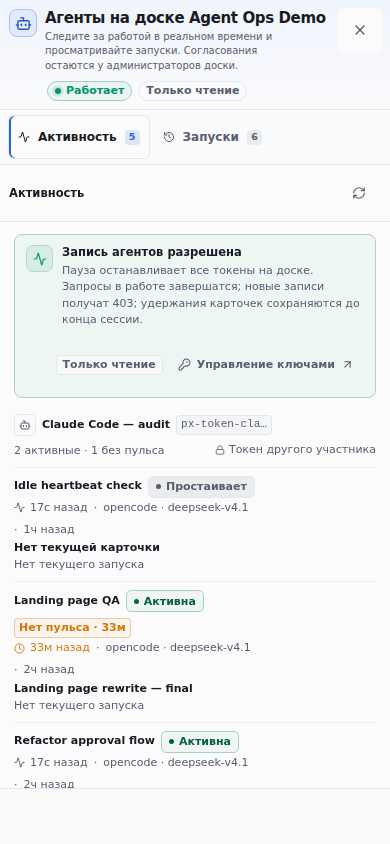 Агенты на доске Agent Ops Demo
Следите за работой в реальном времени и
просматривайте запуски. Согласования
остаются у администраторов доски.
Работает Только чтение
Активность 5 Запуски 6
Активность
Запись агентов разрешена
Пауза останавливает все токены на доске.
Запросы в работе завершатся; новые записи
получат 403; удержания карточек сохраняются до
конца сессии.
Только чтение Управление ключами
Claude Code — audit px-token-cla…
2 активные · 1 без пульса Токен другого участника
Idle heartbeat check Простаивает
17с назад · opencode · deepseek-v4.1
· 1ч назад
Нет текущей карточки
Нет текущего запуска
Landing page QA Активна
Нет пульса · 33м
33м назад · opencode · deepseek-v4.1
· 2ч назад
Landing page rewrite — final
Нет текущего запуска
Refactor approval flow Активна
17с назад · opencode · deepseek-v4.1
· 2ч назад